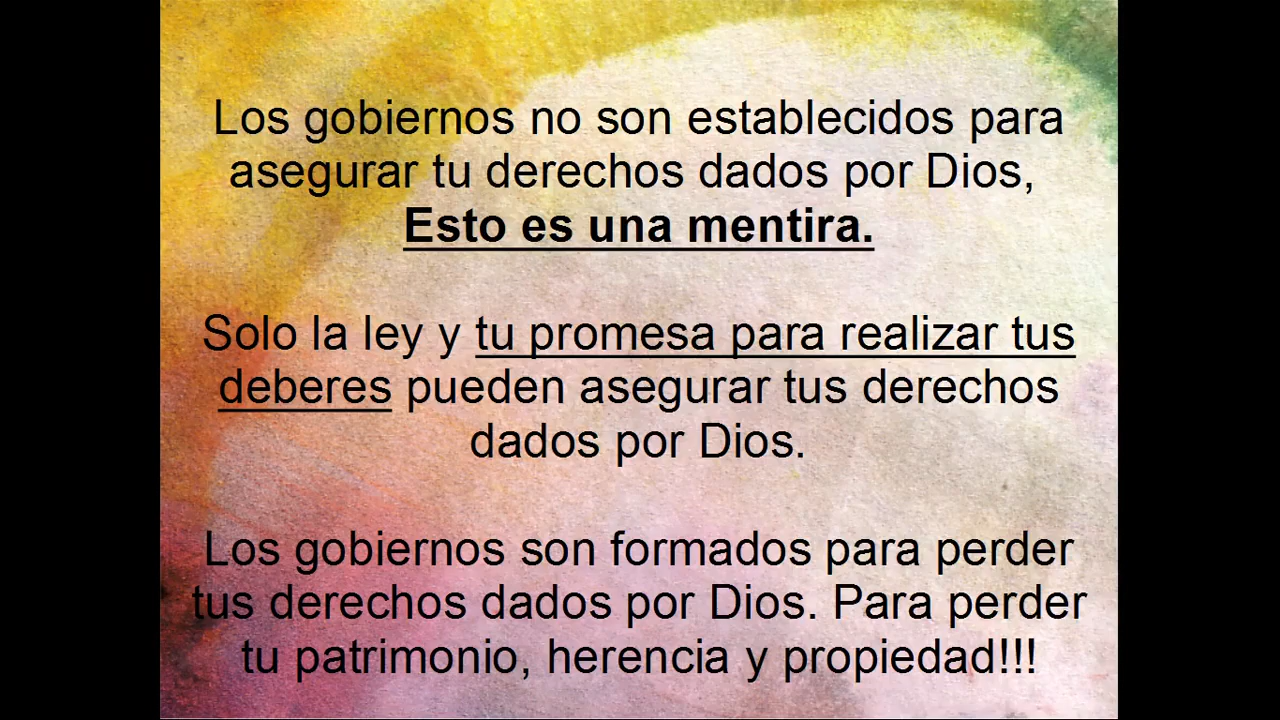 Los gobiernos no son establecidos para
asegurar tu derechos dados por Dios,
Esto es una mentira.
Solo la ley y tu promesa para realizar tus
deberes pueden asegurar tus derechos
dados por Dios.
Los gobiernos son formados para perder
tus derechos dados por Dios. Para perder
tu patrimonio, herencia y propiedad!!!